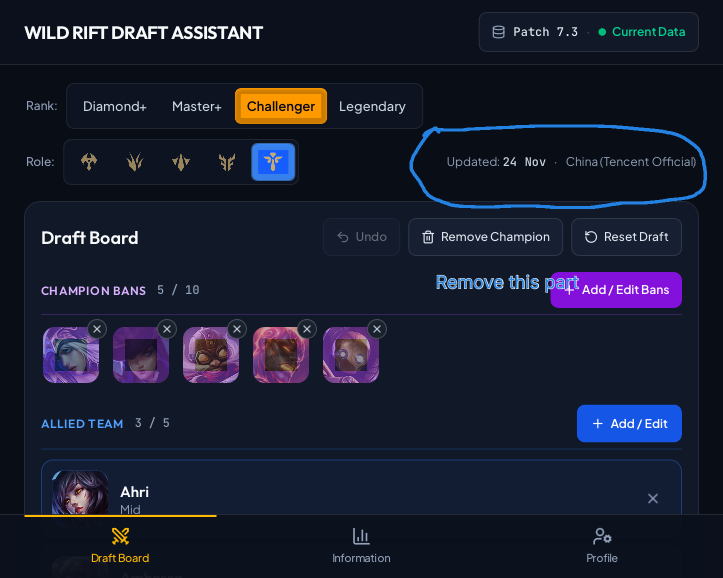 WILD RIFT DRAFT ASSISTANT
Patch 7.3 · Current Data
Rank: Diamond+ Master+ Challenger Legendary
Role:
Updated: 24 Nov · China (Tencent Official)
Draft Board
Undo Remove Champion Reset Draft
Remove this part
CHAMPION BANS 5 / 10
+ Add / Edit Bans
ALLIED TEAM 3 / 5
+ Add / Edit
Ahri
Mid
Draft Board Information Profile